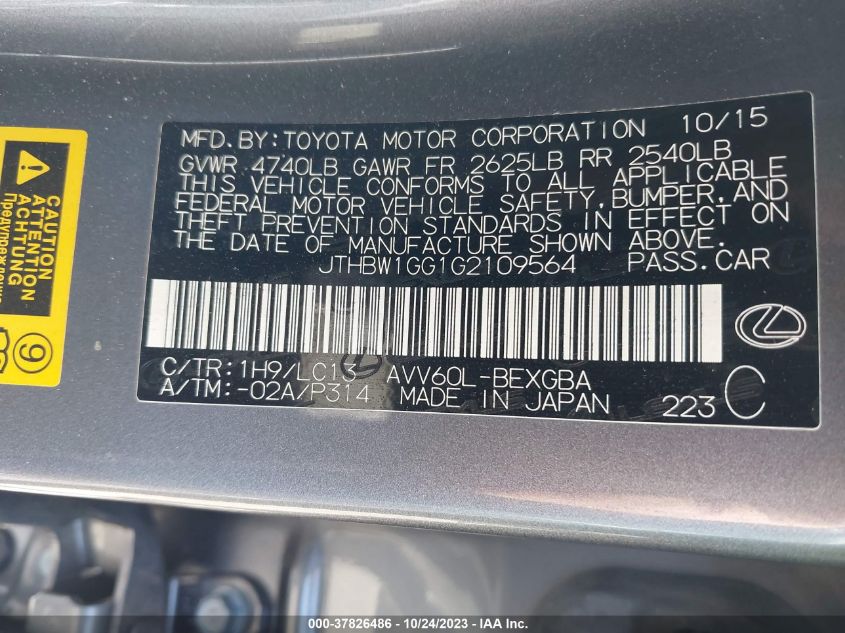 MFD.BY:TOYOTA MOTOR CORPORATION 10/15
GVWR 4740LB GAWR FR 2625LB RR 2540LB
THIS VEHICLE CONFORMS TO ALL APPLICABLE
FEDERAL MOTOR VEHICLE SAFETY,BUMPER,AND
THEFT PREVENTION STANDARDS IN EFFECT ON
THE DATE OF MANUFACTURE SHOWN ABOVE.
JTHBW1GG1G2109564 PASS.CAR
C/TR:1H9/LC13 AVV60L-BEXGBA
A/TM:-02A/P314 MADE IN JAPAN 223 C
CAUTION
ATTENTION
ACHTUNG
9
000-37826486 - 10/24/2023 - IAA Inc.